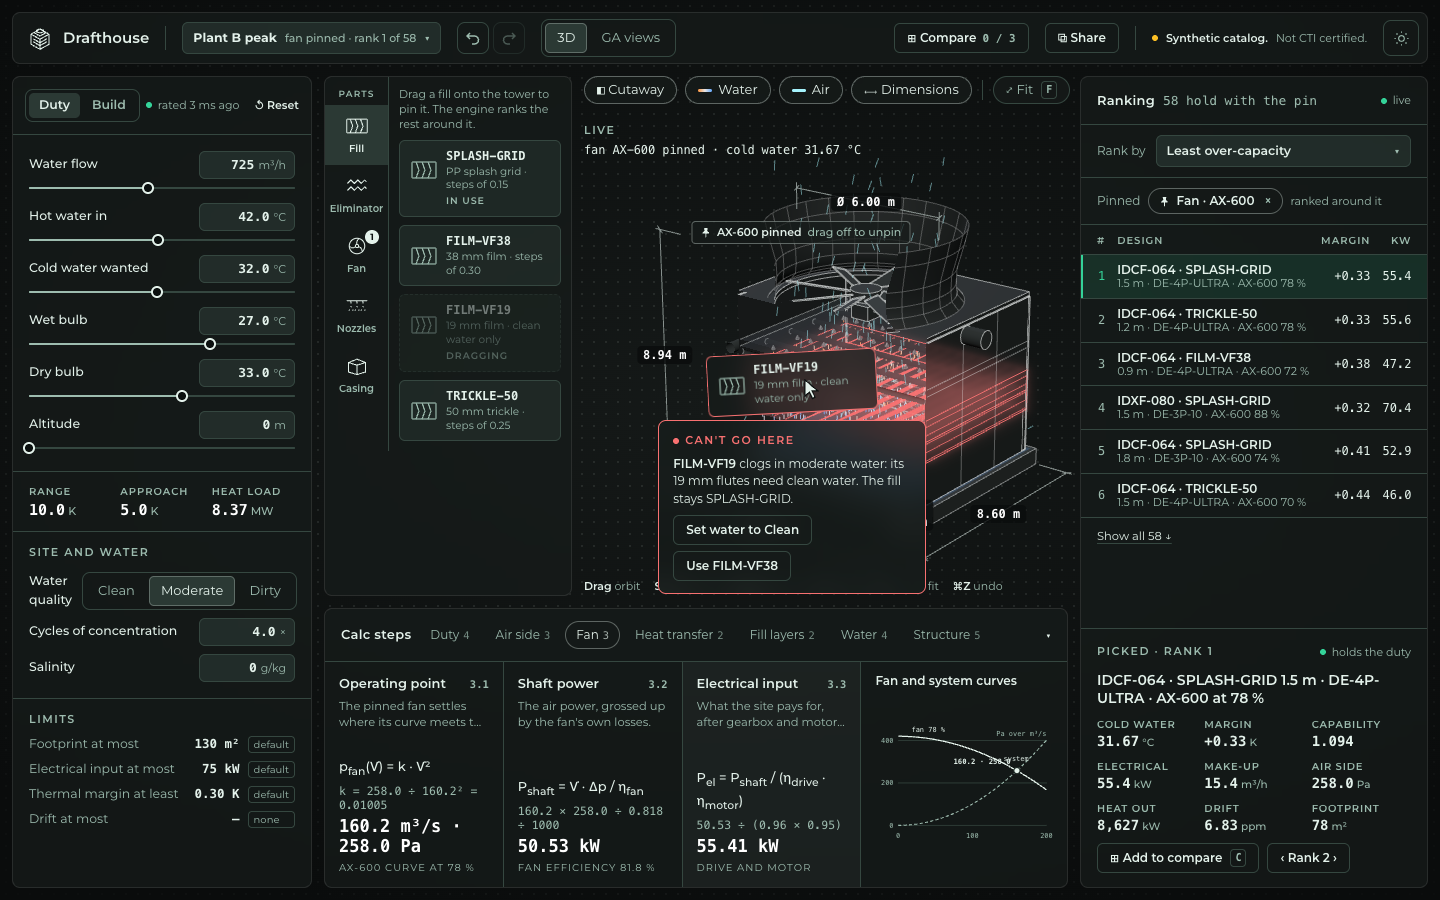 Drafthouse
Plant B peak fan pinned · rank 1 of 58
3D GA views
Compare 0 / 3
Share
Synthetic catalog. Not CTI certified.
Duty Build
rated 3 ms ago
Reset
Water flow 725 m³/h
Hot water in 42.0 °C
Cold water wanted 32.0 °C
Wet bulb 27.0 °C
Dry bulb 33.0 °C
Altitude 0 m
RANGE APPROACH HEAT LOAD
10.0 K 5.0 K 8.37 MW
SITE AND WATER
Water quality Clean Moderate Dirty
Cycles of concentration 4.0 ×
Salinity 0 g/kg
LIMITS
Footprint at most 130 m² default
Electrical input at most 75 kW default
Thermal margin at least 0.30 K default
Drift at most – none
PARTS
Fill
Eliminator
1
Fan
Nozzles
Casing
Drag a fill onto the tower to
pin it. The engine ranks the
rest around it.
SPLASH-GRID
PP splash grid ·
steps of 0.15
IN USE
FILM-VF38
38 mm film · steps
of 0.30
FILM-VF19
19 mm film · clean
water only
DRAGGING
TRICKLE-50
50 mm trickle ·
steps of 0.25
Cutaway Water Air Dimensions Fit F
LIVE
fan AX-600 pinned · cold water 31.67 °C
Ø 6.00 m
AX-600 pinned drag off to unpin
8.94 m
FILM-VF19
19 mm film · clean
water only
CAN'T GO HERE
FILM-VF19 clogs in moderate water: its
19 mm flutes need clean water. The fill
stays SPLASH-GRID.
Set water to Clean
Use FILM-VF38
8.60 m
Drag orbit
fit ⌘Z undo
Calc steps Duty 4 Air side 3 Fan 3 Heat transfer 2 Fill layers 2 Water 4 Structure 5
Operating point 3.1
The pinned fan settles
where its curve meets t…
pfan(V̇) = k · V̇²
k = 258.0 ÷ 160.2² =
0.01005
160.2 m³/s ·
258.0 Pa
AX-600 CURVE AT 78 %
Shaft power 3.2
The air power, grossed up
by the fan's own losses.
Pshaft = V̇ · Δp / ηfan
160.2 × 258.0 ÷ 0.818
÷ 1000
50.53 kW
FAN EFFICIENCY 81.8 %
Electrical input 3.3
What the site pays for,
after gearbox and motor…
Pel = Pshaft / (ηdrive ·
ηmotor)
50.53 ÷ (0.96 × 0.95)
55.41 kW
DRIVE AND MOTOR
Fan and system curves
fan 78 %
Pa over m³/s
400
160.2 · 258.0
200
0
0 100 200
Ranking 58 hold with the pin
live
Rank by Least over-capacity
Pinned Fan · AX-600 × ranked around it
# DESIGN MARGIN KW
1 IDCF-064 · SPLASH-GRID +0.33 55.4
1.5 m · DE-4P-ULTRA · AX-600 78 %
2 IDCF-064 · TRICKLE-50 +0.33 55.6
1.2 m · DE-4P-ULTRA · AX-600 78 %
3 IDCF-064 · FILM-VF38 +0.38 47.2
0.9 m · DE-4P-ULTRA · AX-600 72 %
4 IDXF-080 · SPLASH-GRID +0.32 70.4
1.5 m · DE-3P-10 · AX-600 88 %
5 IDCF-064 · SPLASH-GRID +0.41 52.9
1.8 m · DE-3P-10 · AX-600 74 %
6 IDCF-064 · TRICKLE-50 +0.44 46.0
1.5 m · DE-4P-ULTRA · AX-600 70 %
Show all 58 ↓
PICKED · RANK 1
holds the duty
IDCF-064 · SPLASH-GRID 1.5 m · DE-4P-
ULTRA · AX-600 at 78 %
COLD WATER MARGIN CAPABILITY
31.67 °C +0.33 K 1.094
ELECTRICAL MAKE-UP AIR SIDE
55.4 kW 15.4 m³/h 258.0 Pa
HEAT OUT DRIFT FOOTPRINT
8,627 kW 6.83 ppm 78 m²
Add to compare C
‹ Rank 2 ›